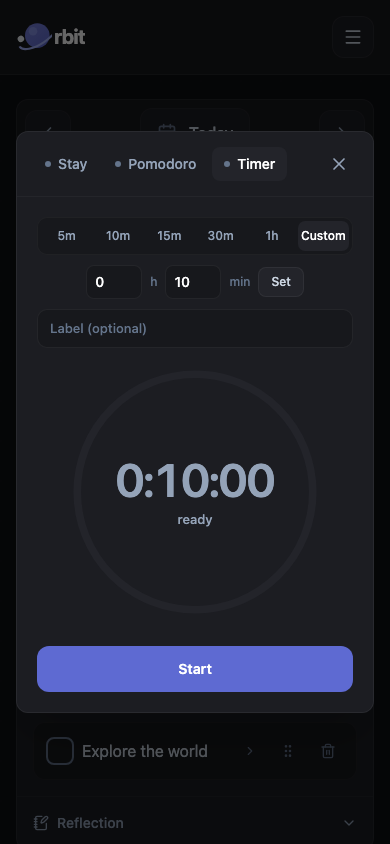 rbit
Today
Stay
Pomodoro
Timer
5m
10m
15m
30m
1h
Custom
0 h 10 min Set
Label (optional)
0:10:00
ready
Start
Explore the world
Reflection